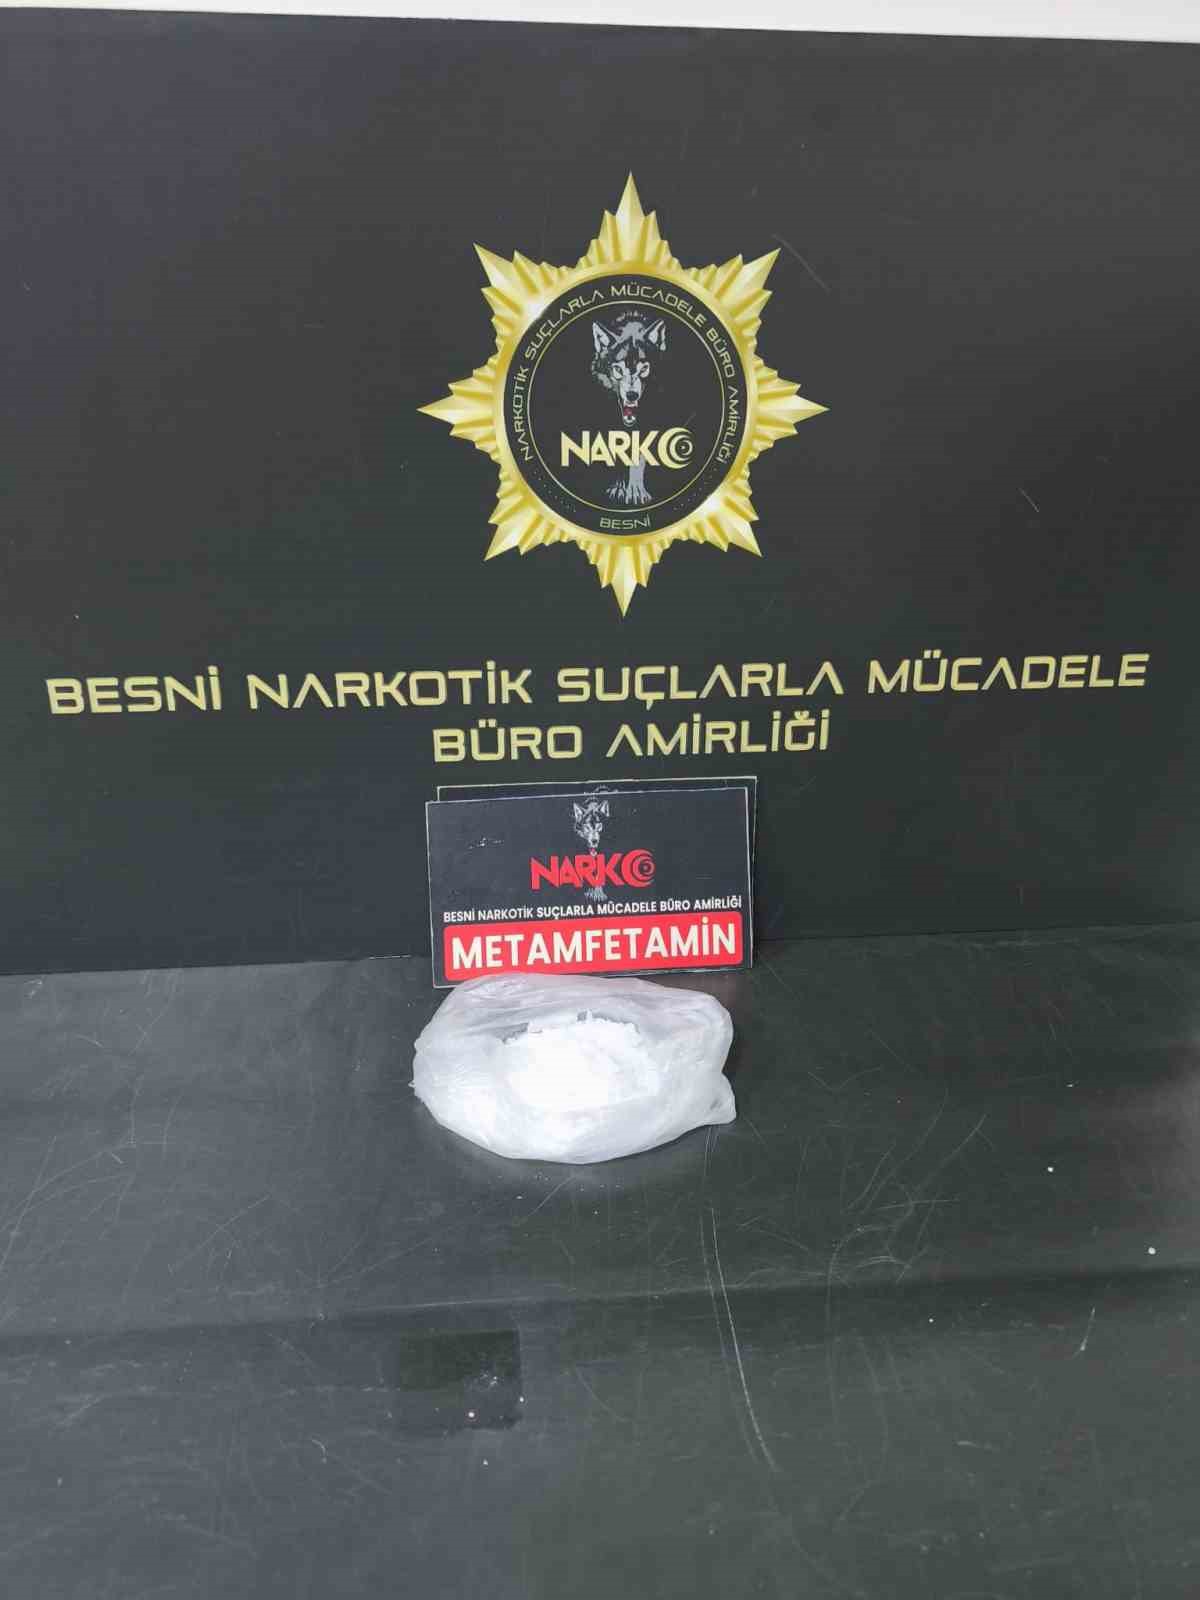 NARKOTİK SUÇLARLA MÜCADELE BÜRO AMİRLİĞİ
NARKO
BESNİ
BESNİ NARKOTİK SUÇLARLA MÜCADELE
BÜRO AMİRLİĞİ
NARKO
BESNİ NARKOTİK SUÇLARLA MÜCADELE BÜRO AMİRLİĞİ
METAMFETAMİN